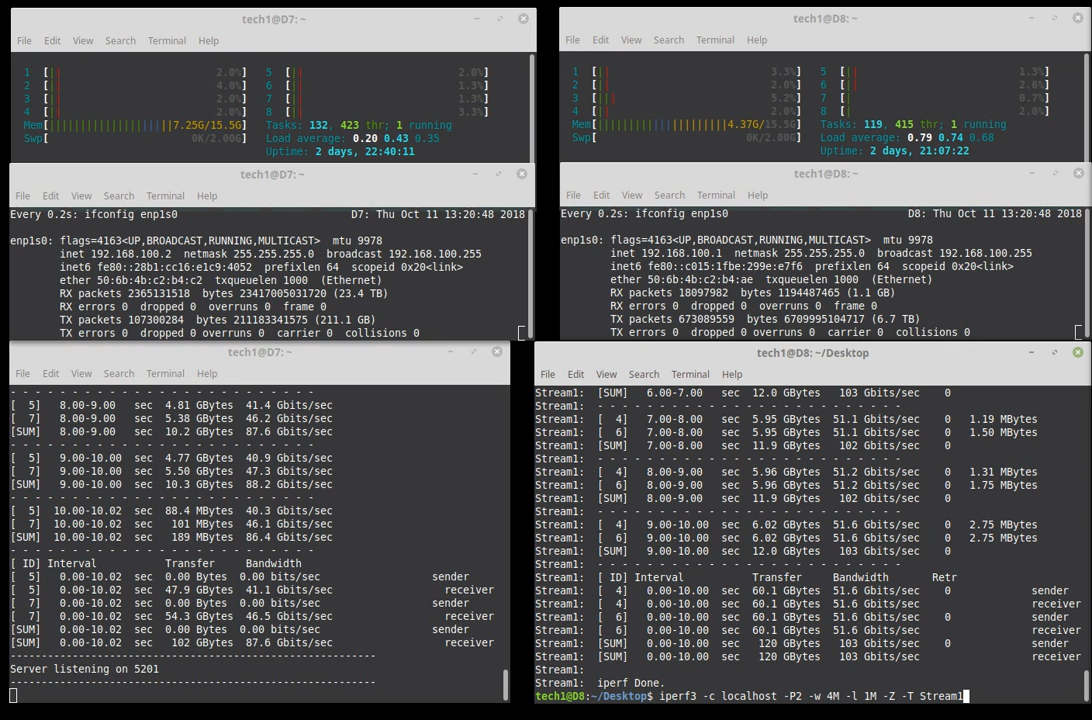 tech1@D7: ~
File Edit View Search Terminal Help
1 [|| 2.0%] 5 [|| 2.0%]
2 [|| 4.0%] 6 [|| 1.3%]
3 [|| 2.0%] 7 [|| 1.3%]
4 [|| 2.0%] 8 [|| 3.3%]
Mem[||||||||||||||||||||7.25G/15.5G] Tasks: 132, 423 thr; 1 running
Swp[ 0K/2.00G] Load average: 0.20 0.43 0.35
Uptime: 2 days, 22:40:11
tech1@D8: ~
File Edit View Search Terminal Help
1 [|| 3.3%] 5 [|| 1.3%]
2 [|| 2.0%] 6 [|| 2.6%]
3 [||| 5.2%] 7 [| 0.7%]
4 [|| 2.0%] 8 [| 2.0%]
Mem[|||||||||||||||||||||4.37G/15.5G] Tasks: 119, 415 thr; 1 running
Swp[ 0K/2.00G] Load average: 0.79 0.74 0.68
Uptime: 2 days, 21:07:22
tech1@D7: ~
File Edit View Search Terminal Help
Every 0.2s: ifconfig enp1s0 D7: Thu Oct 11 13:20:48 2018
enp1s0: flags=4163<UP,BROADCAST,RUNNING,MULTICAST> mtu 9978
inet 192.168.100.2 netmask 255.255.255.0 broadcast 192.168.100.255
inet6 fe80::28b1:cc16:e1c9:4052 prefixlen 64 scopeid 0x20<link>
ether 50:6b:4b:c2:b4:c2 txqueuelen 1000 (Ethernet)
RX packets 2365131518 bytes 23417005031720 (23.4 TB)
RX errors 0 dropped 0 overruns 0 frame 0
TX packets 107300284 bytes 211183341575 (211.1 GB)
TX errors 0 dropped 0 overruns 0 carrier 0 collisions 0
tech1@D8: ~
File Edit View Search Terminal Help
Every 0.2s: ifconfig enp1s0 D8: Thu Oct 11 13:20:48 2018
enp1s0: flags=4163<UP,BROADCAST,RUNNING,MULTICAST> mtu 9978
inet 192.168.100.1 netmask 255.255.255.0 broadcast 192.168.100.255
inet6 fe80::c015:1fbe:299e:e7f6 prefixlen 64 scopeid 0x20<link>
ether 50:6b:4b:c2:b4:ae txqueuelen 1000 (Ethernet)
RX packets 18097982 bytes 1194487465 (1.1 GB)
RX errors 0 dropped 0 overruns 0 frame 0
TX packets 673089559 bytes 6709995104717 (6.7 TB)
TX errors 0 dropped 0 overruns 0 carrier 0 collisions 0
tech1@D7: ~
File Edit View Search Terminal Help
- - - - - - - - - - - - - - - - - - - - - - - - -
[ 5] 8.00-9.00 sec 4.81 GBytes 41.4 Gbits/sec
[ 7] 8.00-9.00 sec 5.38 GBytes 46.2 Gbits/sec
[SUM] 8.00-9.00 sec 10.2 GBytes 87.6 Gbits/sec
- - - - - - - - - - - - - - - - - - - - - - - - -
[ 5] 9.00-10.00 sec 4.77 GBytes 40.9 Gbits/sec
[ 7] 9.00-10.00 sec 5.50 GBytes 47.3 Gbits/sec
[SUM] 9.00-10.00 sec 10.3 GBytes 88.2 Gbits/sec
- - - - - - - - - - - - - - - - - - - - - - - - -
[ 5] 10.00-10.02 sec 88.4 MBytes 40.3 Gbits/sec
[ 7] 10.00-10.02 sec 101 MBytes 46.1 Gbits/sec
[SUM] 10.00-10.02 sec 189 MBytes 86.4 Gbits/sec
- - - - - - - - - - - - - - - - - - - - - - - - -
[ ID] Interval Transfer Bandwidth
[ 5] 0.00-10.02 sec 0.00 Bytes 0.00 bits/sec sender
[ 5] 0.00-10.02 sec 47.9 GBytes 41.1 Gbits/sec receiver
[ 7] 0.00-10.02 sec 0.00 Bytes 0.00 bits/sec sender
[ 7] 0.00-10.02 sec 54.3 GBytes 46.5 Gbits/sec receiver
[SUM] 0.00-10.02 sec 0.00 Bytes 0.00 bits/sec sender
[SUM] 0.00-10.02 sec 102 GBytes 87.6 Gbits/sec receiver
-----------------------------------------------------------
Server listening on 5201
-----------------------------------------------------------
tech1@D8: ~/Desktop
File Edit View Search Terminal Help
Stream1: [SUM] 6.00-7.00 sec 12.0 GBytes 103 Gbits/sec 0
Stream1: - - - - - - - - - - - - - - - - - - - - - - - - -
Stream1: [ 4] 7.00-8.00 sec 5.95 GBytes 51.1 Gbits/sec 0 1.19 MBytes
Stream1: [ 6] 7.00-8.00 sec 5.95 GBytes 51.1 Gbits/sec 0 1.50 MBytes
Stream1: [SUM] 7.00-8.00 sec 11.9 GBytes 102 Gbits/sec 0
Stream1: - - - - - - - - - - - - - - - - - - - - - - - - -
Stream1: [ 4] 8.00-9.00 sec 5.96 GBytes 51.2 Gbits/sec 0 1.31 MBytes
Stream1: [ 6] 8.00-9.00 sec 5.96 GBytes 51.2 Gbits/sec 0 1.75 MBytes
Stream1: [SUM] 8.00-9.00 sec 11.9 GBytes 102 Gbits/sec 0
Stream1: - - - - - - - - - - - - - - - - - - - - - - - - -
Stream1: [ 4] 9.00-10.00 sec 6.02 GBytes 51.6 Gbits/sec 0 2.75 MBytes
Stream1: [ 6] 9.00-10.00 sec 6.02 GBytes 51.6 Gbits/sec 0 2.75 MBytes
Stream1: [SUM] 9.00-10.00 sec 12.0 GBytes 103 Gbits/sec 0
Stream1: - - - - - - - - - - - - - - - - - - - - - - - - -
Stream1: [ ID] Interval Transfer Bandwidth Retr
Stream1: [ 4] 0.00-10.00 sec 60.1 GBytes 51.6 Gbits/sec 0 sender
Stream1: [ 4] 0.00-10.00 sec 60.1 GBytes 51.6 Gbits/sec receiver
Stream1: [ 6] 0.00-10.00 sec 60.1 GBytes 51.6 Gbits/sec 0 sender
Stream1: [ 6] 0.00-10.00 sec 60.1 GBytes 51.6 Gbits/sec receiver
Stream1: [SUM] 0.00-10.00 sec 120 GBytes 103 Gbits/sec 0 sender
Stream1: [SUM] 0.00-10.00 sec 120 GBytes 103 Gbits/sec receiver
Stream1:
Stream1: iperf Done.
tech1@D8:~/Desktop$ iperf3 -c localhost -P2 -w 4M -l 1M -Z -T Stream1